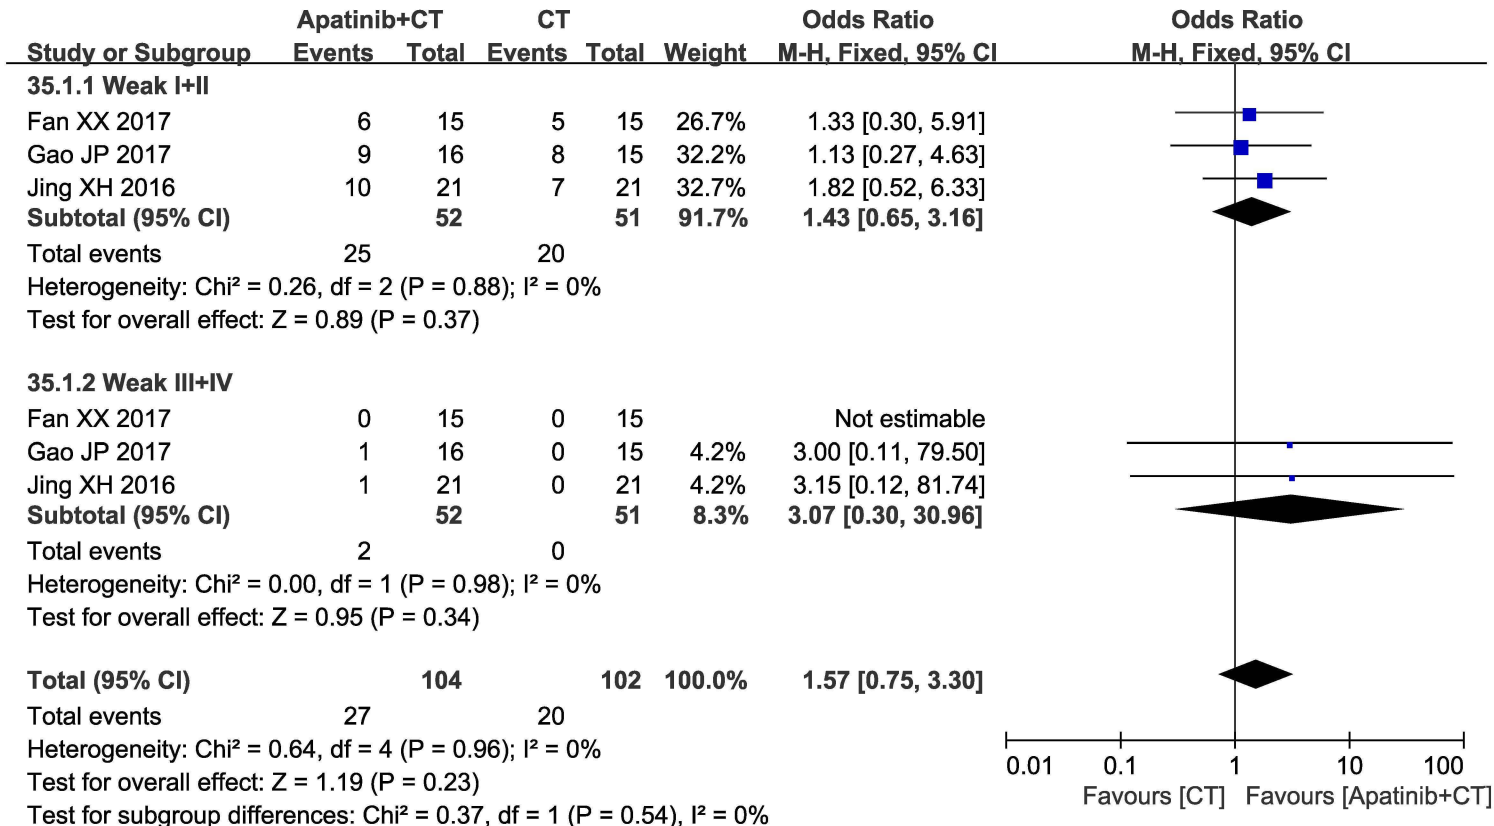 Apatinib+CT CT Odds Ratio Odds Ratio
Study or Subgroup Events Total Events Total Weight M-H, Fixed, 95% CI M-H, Fixed, 95% CI
35.1.1 Weak I+II
Fan XX 2017 6 15 5 15 26.7% 1.33 [0.30, 5.91]
Gao JP 2017 9 16 8 15 32.2% 1.13 [0.27, 4.63]
Jing XH 2016 10 21 7 21 32.7% 1.82 [0.52, 6.33]
Subtotal (95% CI) 52 51 91.7% 1.43 [0.65, 3.16]
Total events 25 20
Heterogeneity: Chi² = 0.26, df = 2 (P = 0.88); I² = 0%
Test for overall effect: Z = 0.89 (P = 0.37)
35.1.2 Weak III+IV
Fan XX 2017 0 15 0 15 Not estimable
Gao JP 2017 1 16 0 15 4.2% 3.00 [0.11, 79.50]
Jing XH 2016 1 21 0 21 4.2% 3.15 [0.12, 81.74]
Subtotal (95% CI) 52 51 8.3% 3.07 [0.30, 30.96]
Total events 2 0
Heterogeneity: Chi² = 0.00, df = 1 (P = 0.98); I² = 0%
Test for overall effect: Z = 0.95 (P = 0.34)
Total (95% CI) 104 102 100.0% 1.57 [0.75, 3.30]
Total events 27 20
Heterogeneity: Chi² = 0.64, df = 4 (P = 0.96); I² = 0%
Test for overall effect: Z = 1.19 (P = 0.23)
Test for subgroup differences: Chi² = 0.37, df = 1 (P = 0.54), I² = 0%
0.01 0.1 1 10 100
Favours [CT] Favours [Apatinib+CT]